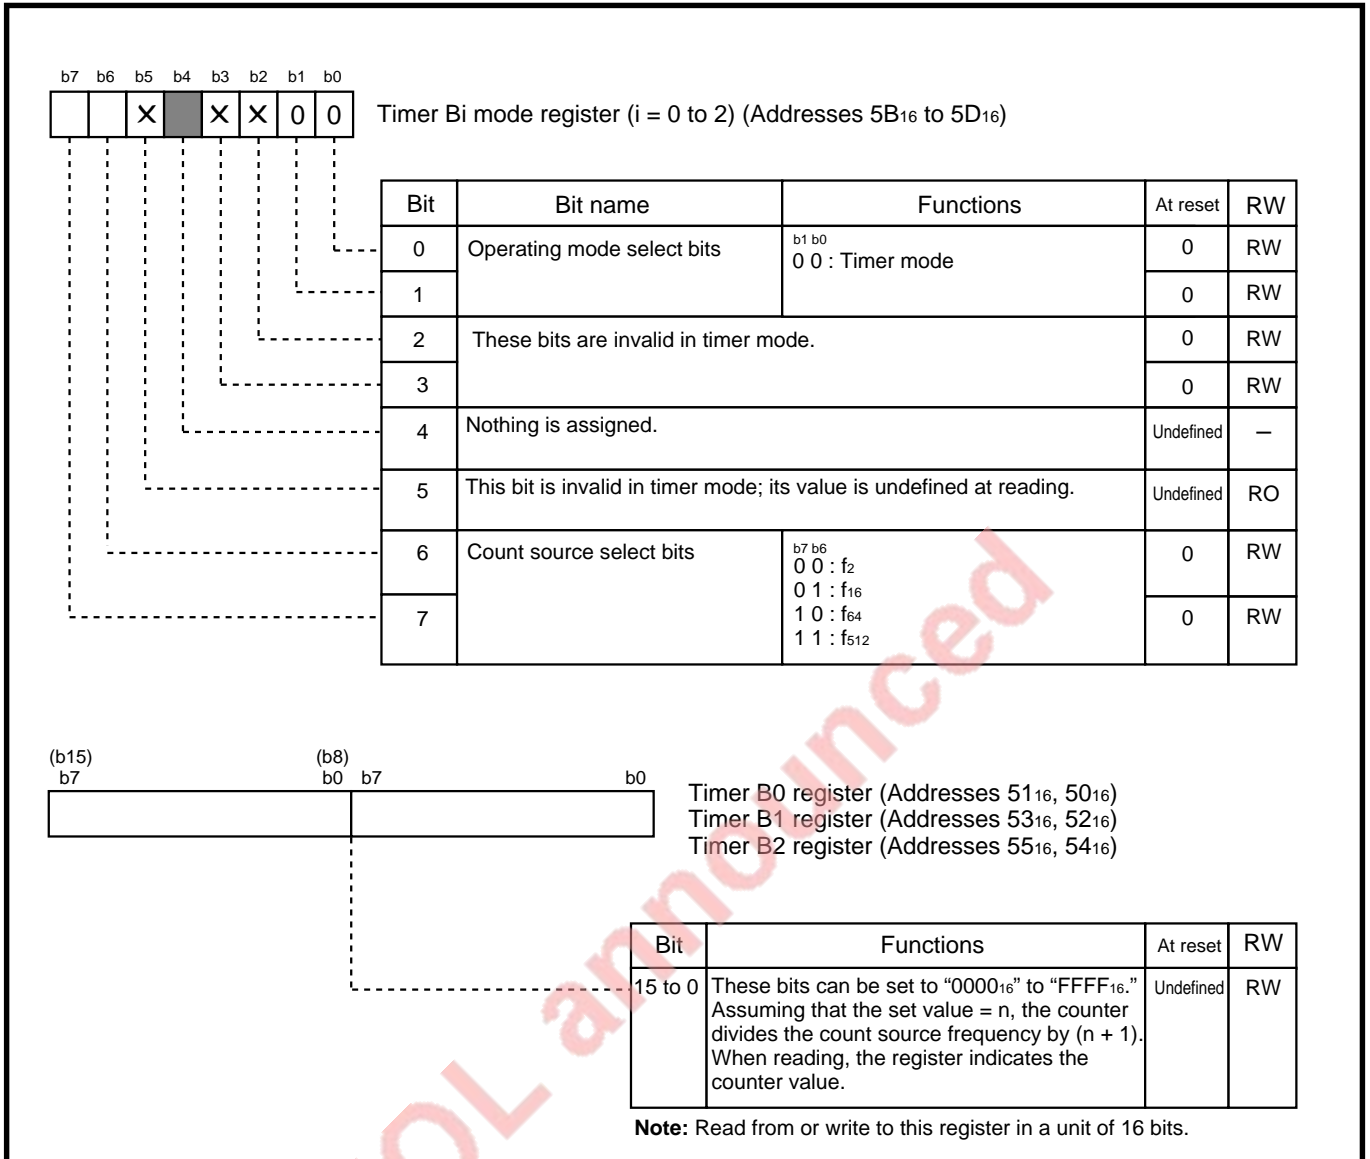 b7 b6 b5 b4 b3 b2 b1 b0
X X X 0 0
Timer Bi mode register (i = 0 to 2) (Addresses 5B16 to 5D16)
Bit Bit name Functions At reset RW
0 Operating mode select bits b1 b0 0 RW
0 0 : Timer mode
1 0 RW
2 These bits are invalid in timer mode. 0 RW
3 0 RW
4 Nothing is assigned. Undefined –
5 This bit is invalid in timer mode; its value is undefined at reading. Undefined RO
6 Count source select bits b7 b6 0 RW
0 0 : f2
0 1 : f16
7 1 0 : f64 0 RW
1 1 : f512
(b15) (b8)
b7 b0 b7 b0
Timer B0 register (Addresses 5116, 5016)
Timer B1 register (Addresses 5316, 5216)
Timer B2 register (Addresses 5516, 5416)
Bit Functions At reset RW
15 to 0 These bits can be set to “000016” to “FFFF16.” Undefined RW
Assuming that the set value = n, the counter
divides the count source frequency by (n + 1).
When reading, the register indicates the
counter value.
Note: Read from or write to this register in a unit of 16 bits.
OL announced